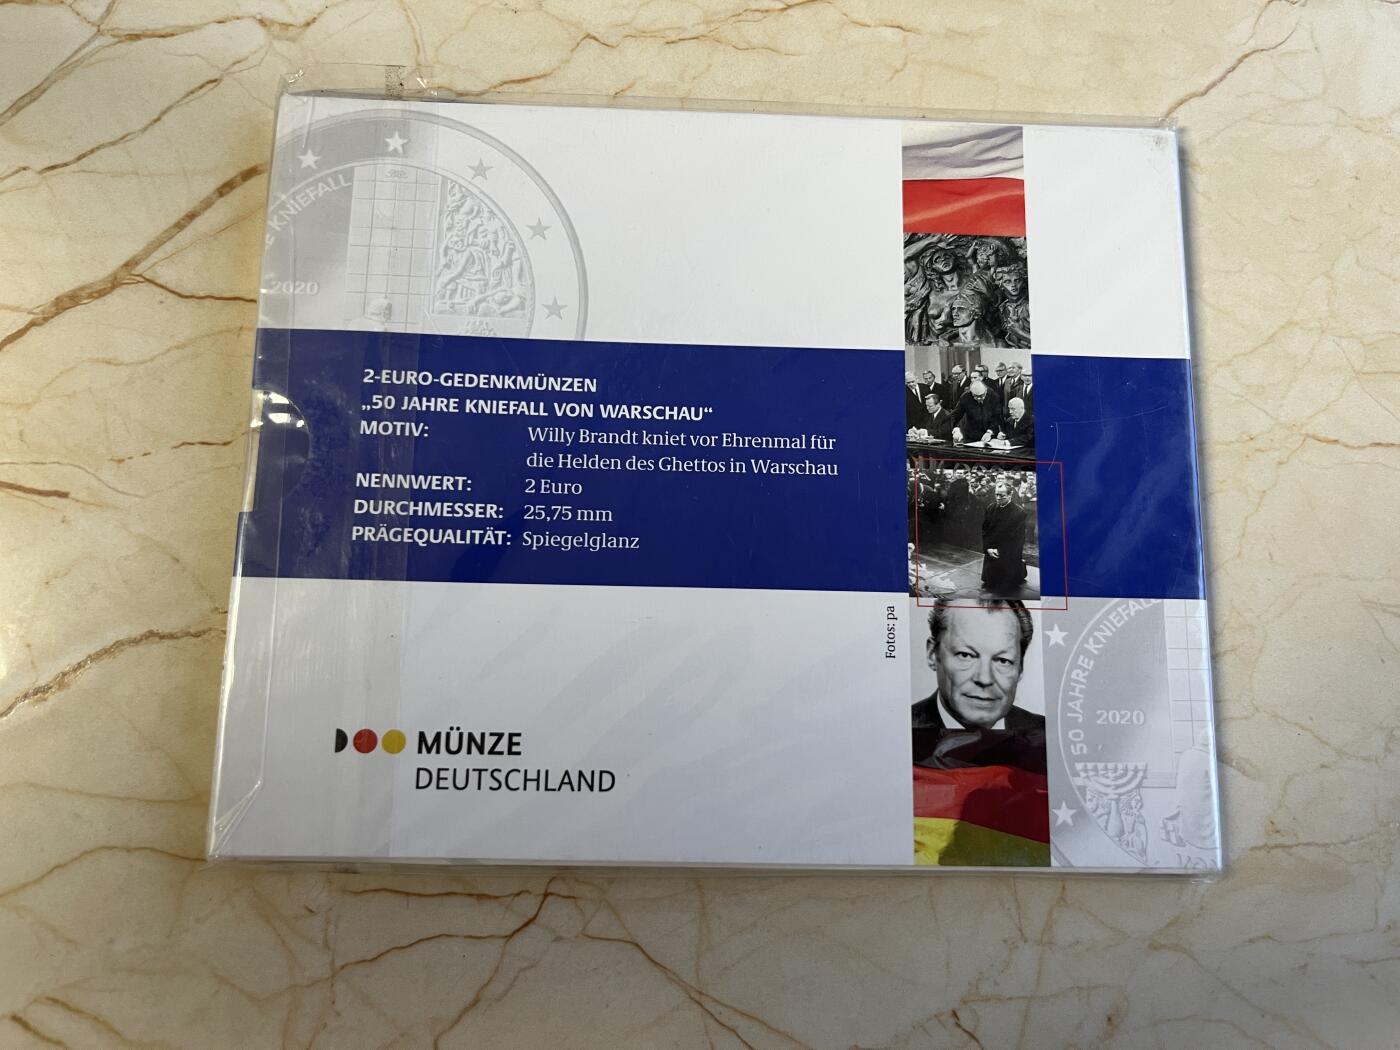 KNIEFALL
2020
2-EURO-GEDENKMÜNZEN
„50 JAHRE KNIEFALL VON WARSCHAU“
MOTIV: Willy Brandt kniet vor Ehrenmal für
die Helden des Ghettos in Warschau
NENNWERT: 2 Euro
DURCHMESSER: 25,75 mm
PRÄGEQUALITÄT: Spiegelglanz
Fotos: pa
MÜNZE
DEUTSCHLAND
50 JAHRE KNIEFALL
2020